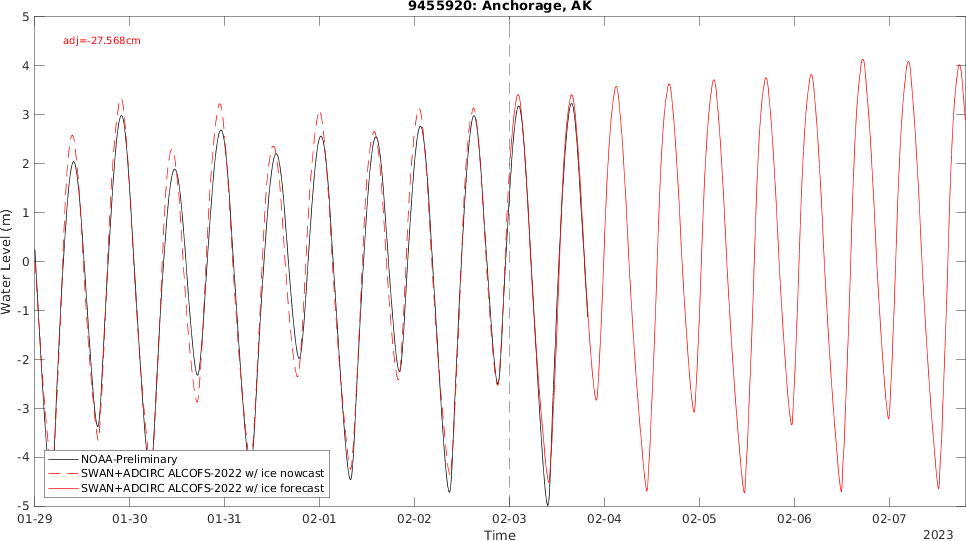 9455920: Anchorage, AK
adj=-27.568cm
5
4
3
2
1
0
-1
-2
-3
-4
-5
Water Level (m)
NOAA-Preliminary
SWAN+ADCIRC ALCOFS-2022 w/ ice nowcast
SWAN+ADCIRC ALCOFS-2022 w/ ice forecast
01-29 01-30 01-31 02-01 02-02 02-03 02-04 02-05 02-06 02-07
Time
2023